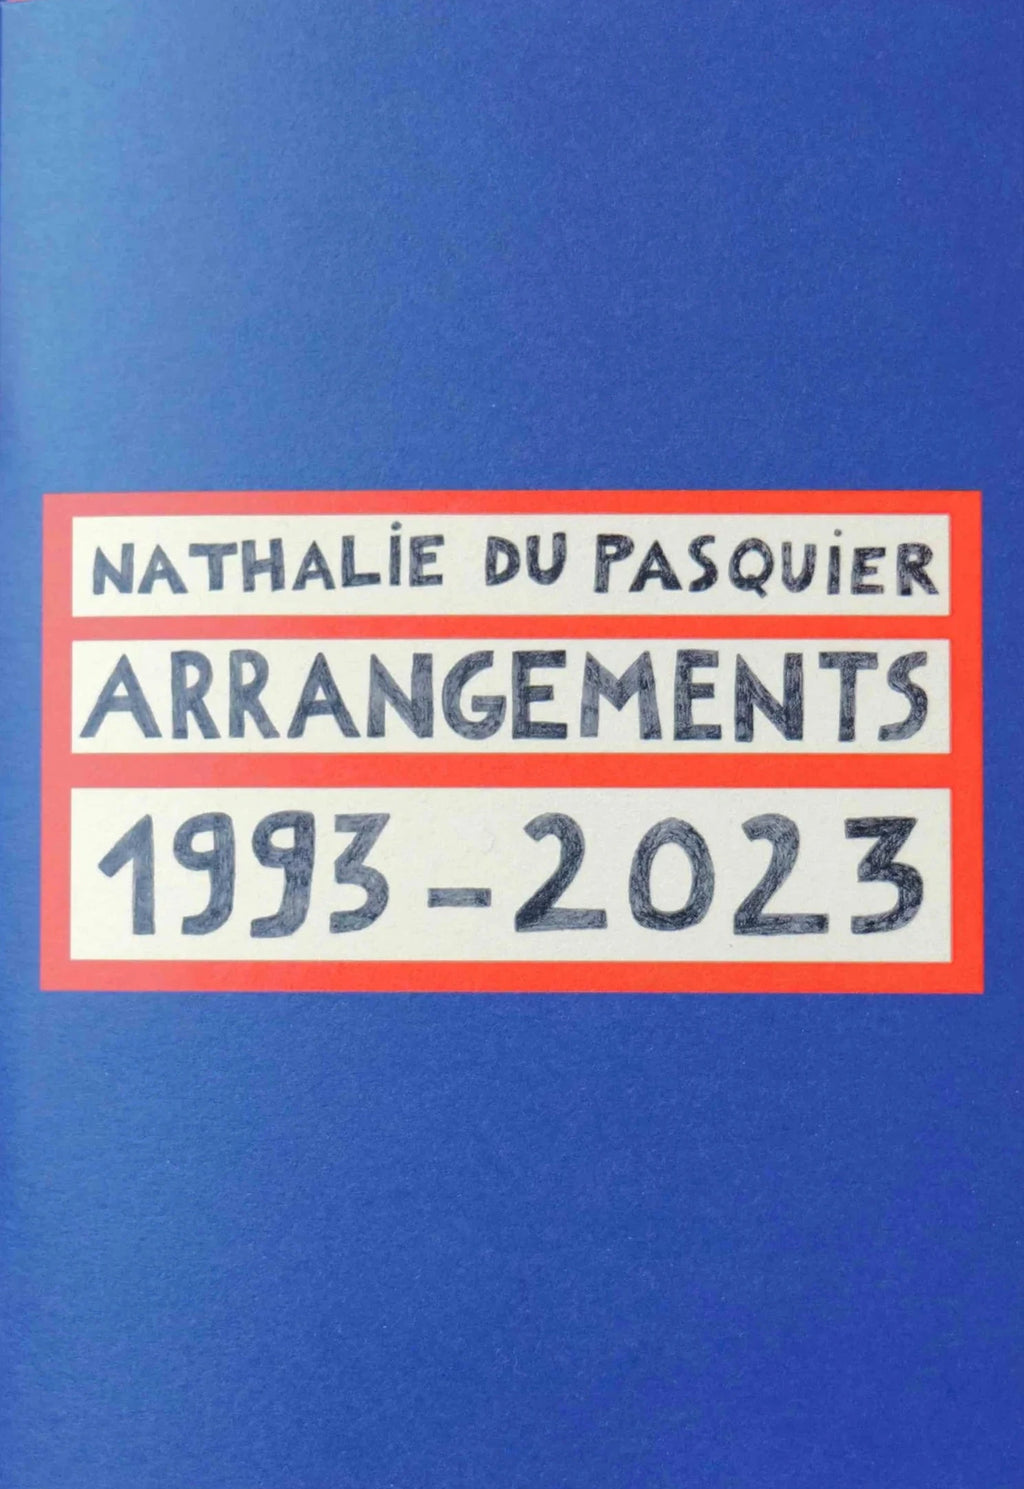 NATHALiE DU PASQUiER
ARRANGEMENTS
1993-2023